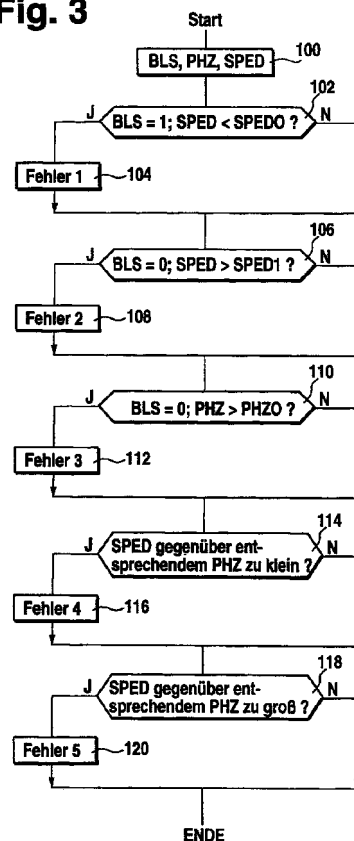 Fig. 3
Start
BLS, PHZ, SPED
100
102
J
BLS = 1; SPED < SPEDO ?
N
Fehler 1
104
106
J
BLS = 0; SPED > SPED1 ?
N
Fehler 2
108
110
J
BLS = 0; PHZ > PHZO ?
N
Fehler 3
112
114
J
SPED gegenüber ent-
sprechendem PHZ zu klein ?
N
Fehler 4
116
118
J
SPED gegenüber ent-
sprechendem PHZ zu groß ?
N
Fehler 5
120
ENDE